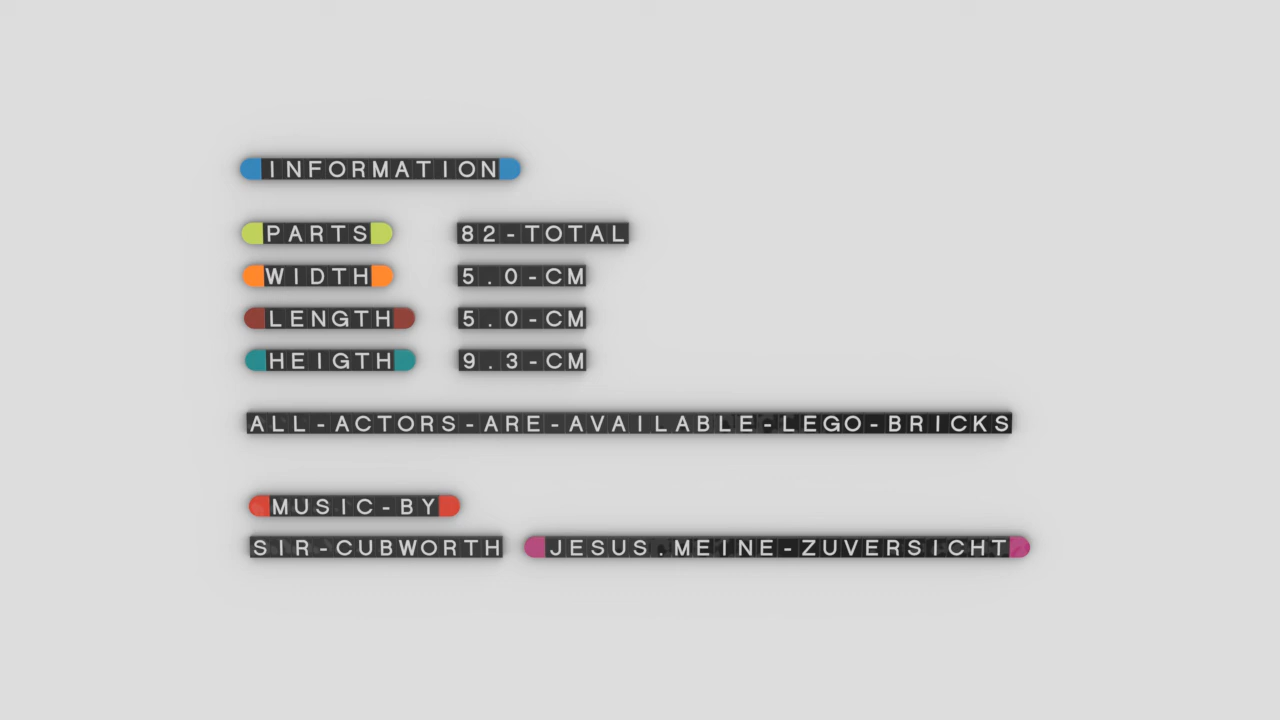 INFORMATION
PARTS 82-TOTAL
WIDTH 5.0-CM
LENGTH 5.0-CM
HEIGTH 9.3-CM
ALL-ACTORS-ARE-AVAILABLE-LEGO-BRICKS
MUSIC-BY
SIR-CUBWORTH JESUS.MEINE-ZUVERSICHT